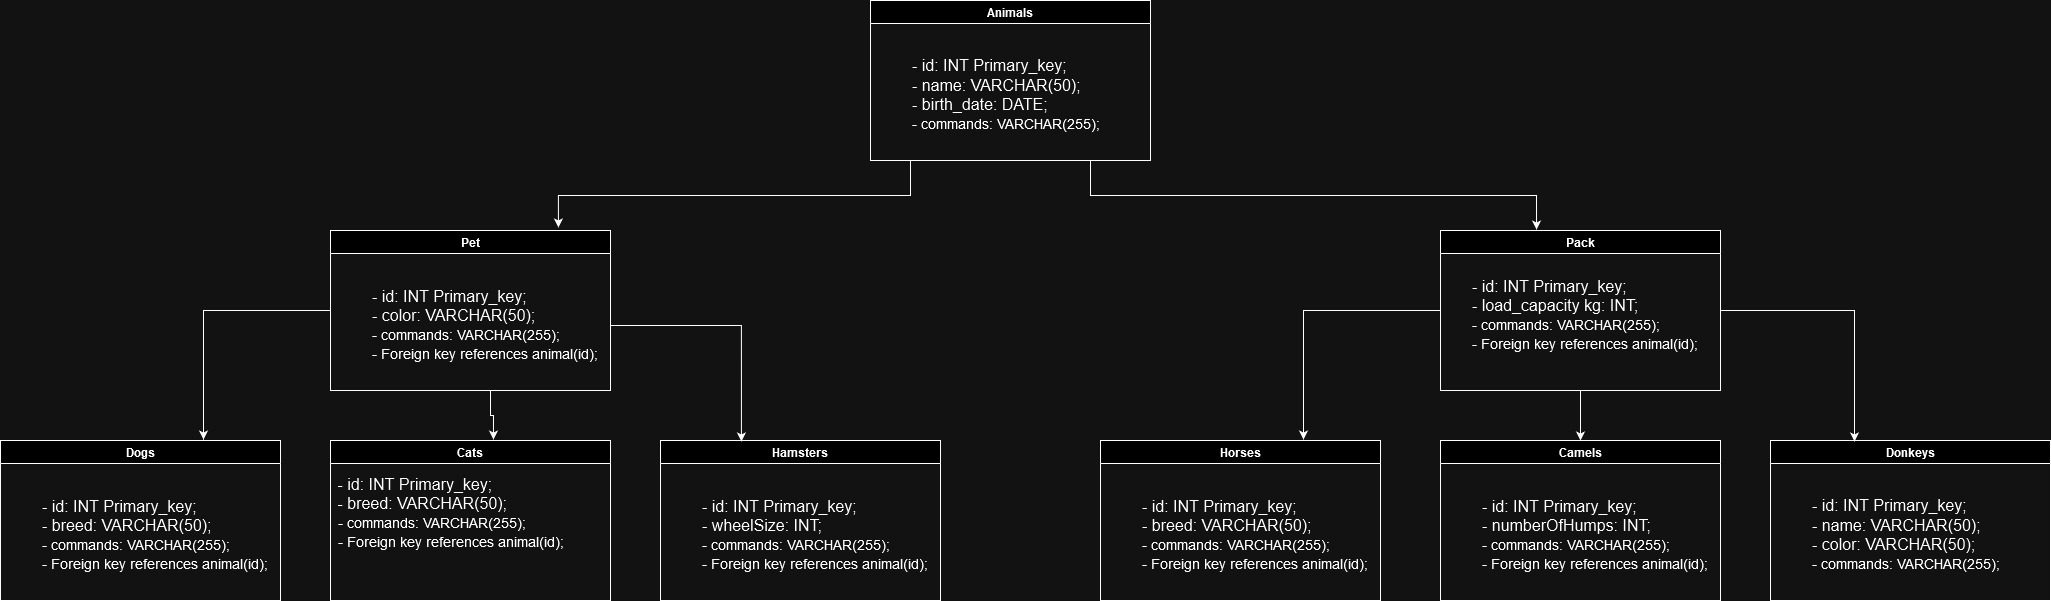 Animals
- id: INT Primary_key;
- name: VARCHAR(50);
- birth_date: DATE;
- commands: VARCHAR(255);
Pet
- id: INT Primary_key;
- color: VARCHAR(50);
- commands: VARCHAR(255);
- Foreign key references animal(id);
Pack
- id: INT Primary_key;
- load_capacity kg: INT;
- commands: VARCHAR(255);
- Foreign key references animal(id);
Dogs
- id: INT Primary_key;
- breed: VARCHAR(50);
- commands: VARCHAR(255);
- Foreign key references animal(id);
Cats
- id: INT Primary_key;
- breed: VARCHAR(50);
- commands: VARCHAR(255);
- Foreign key references animal(id);
Hamsters
- id: INT Primary_key;
- wheelSize: INT;
- commands: VARCHAR(255);
- Foreign key references animal(id);
Horses
- id: INT Primary_key;
- breed: VARCHAR(50);
- commands: VARCHAR(255);
- Foreign key references animal(id);
Camels
- id: INT Primary_key;
- numberOfHumps: INT;
- commands: VARCHAR(255);
- Foreign key references animal(id);
Donkeys
- id: INT Primary_key;
- name: VARCHAR(50);
- color: VARCHAR(50);
- commands: VARCHAR(255);